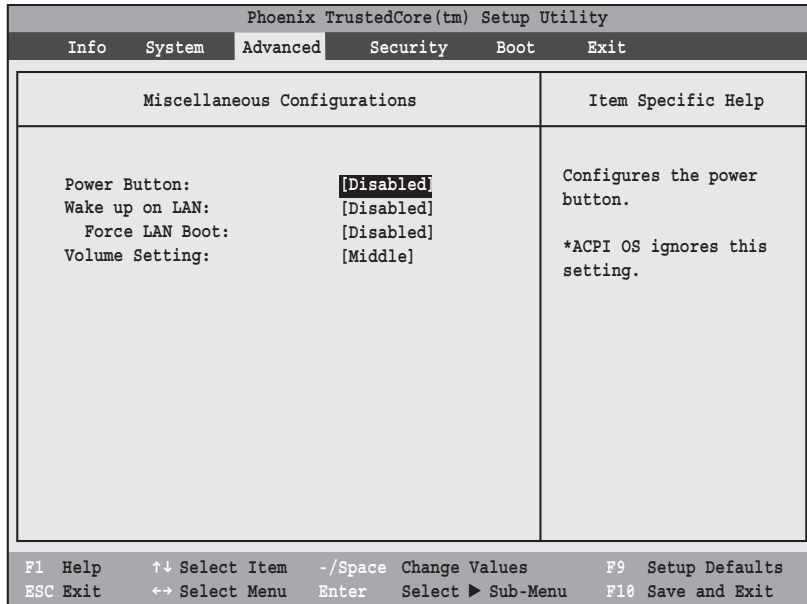 Phoenix TrustedCore(tm) Setup Utility
Info System Advanced Security Boot Exit
Miscellaneous Configurations
Item Specific Help
Power Button: [Disabled]
Wake up on LAN: [Disabled]
Force LAN Boot: [Disabled]
Volume Setting: [Middle]
Configures the power
button.
*ACPI OS ignores this
setting.
F1 Help ↑↓ Select Item -/Space Change Values F9 Setup Defaults
ESC Exit ←→ Select Menu Enter Select ▶ Sub-Menu F10 Save and Exit